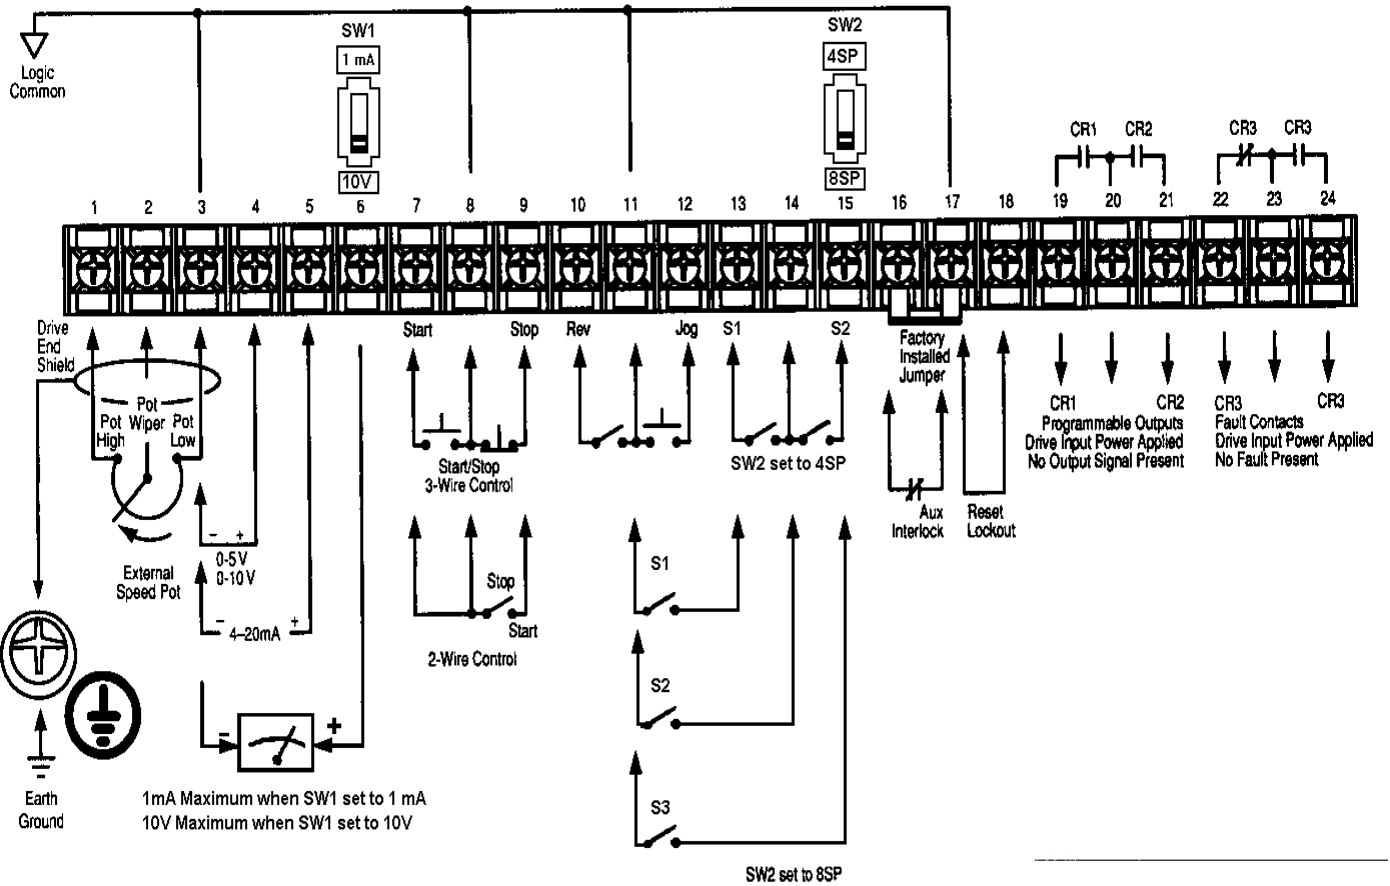 SW1
1 mA
10V
SW2
4SP
8SP
Logic
Common
CR1
CR2
CR3
CR3
1
2
3
4
5
6
7
8
9
10
11
12
13
14
15
16
17
18
19
20
21
22
23
24
Drive
End
Shield
Pot
High
Pot
Wiper
Pot
Low
External
Speed Pot
- +
0-5 V
0-10 V
- +
4–20mA
- +
1mA Maximum when SW1 set to 1 mA
10V Maximum when SW1 set to 10V
Earth
Ground
Start
Stop
Start/Stop
3-Wire Control
Stop
Start
2-Wire Control
Rev
Jog
S1
S2
SW2 set to 4SP
S1
S2
S3
SW2 set to 8SP
Factory
Installed
Jumper
Aux
Interlock
Reset
Lockout
CR1
CR2
Programmable Outputs
Drive Input Power Applied
No Output Signal Present
CR3
CR3
Fault Contacts
Drive Input Power Applied
No Fault Present